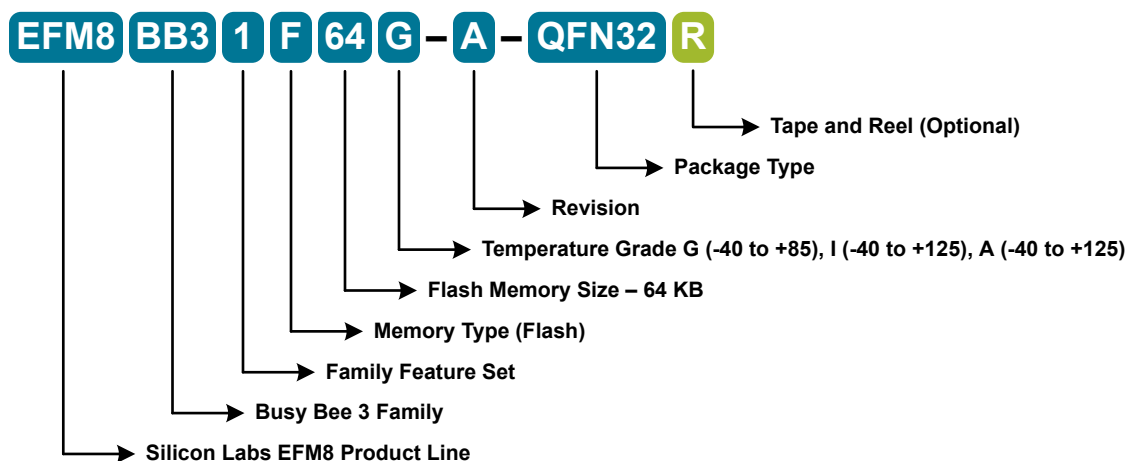 EFM8 BB3 1 F 64 G – A – QFN32 R
Tape and Reel (Optional)
Package Type
Revision
Temperature Grade G (-40 to +85), I (-40 to +125), A (-40 to +125)
Flash Memory Size – 64 KB
Memory Type (Flash)
Family Feature Set
Busy Bee 3 Family
Silicon Labs EFM8 Product Line